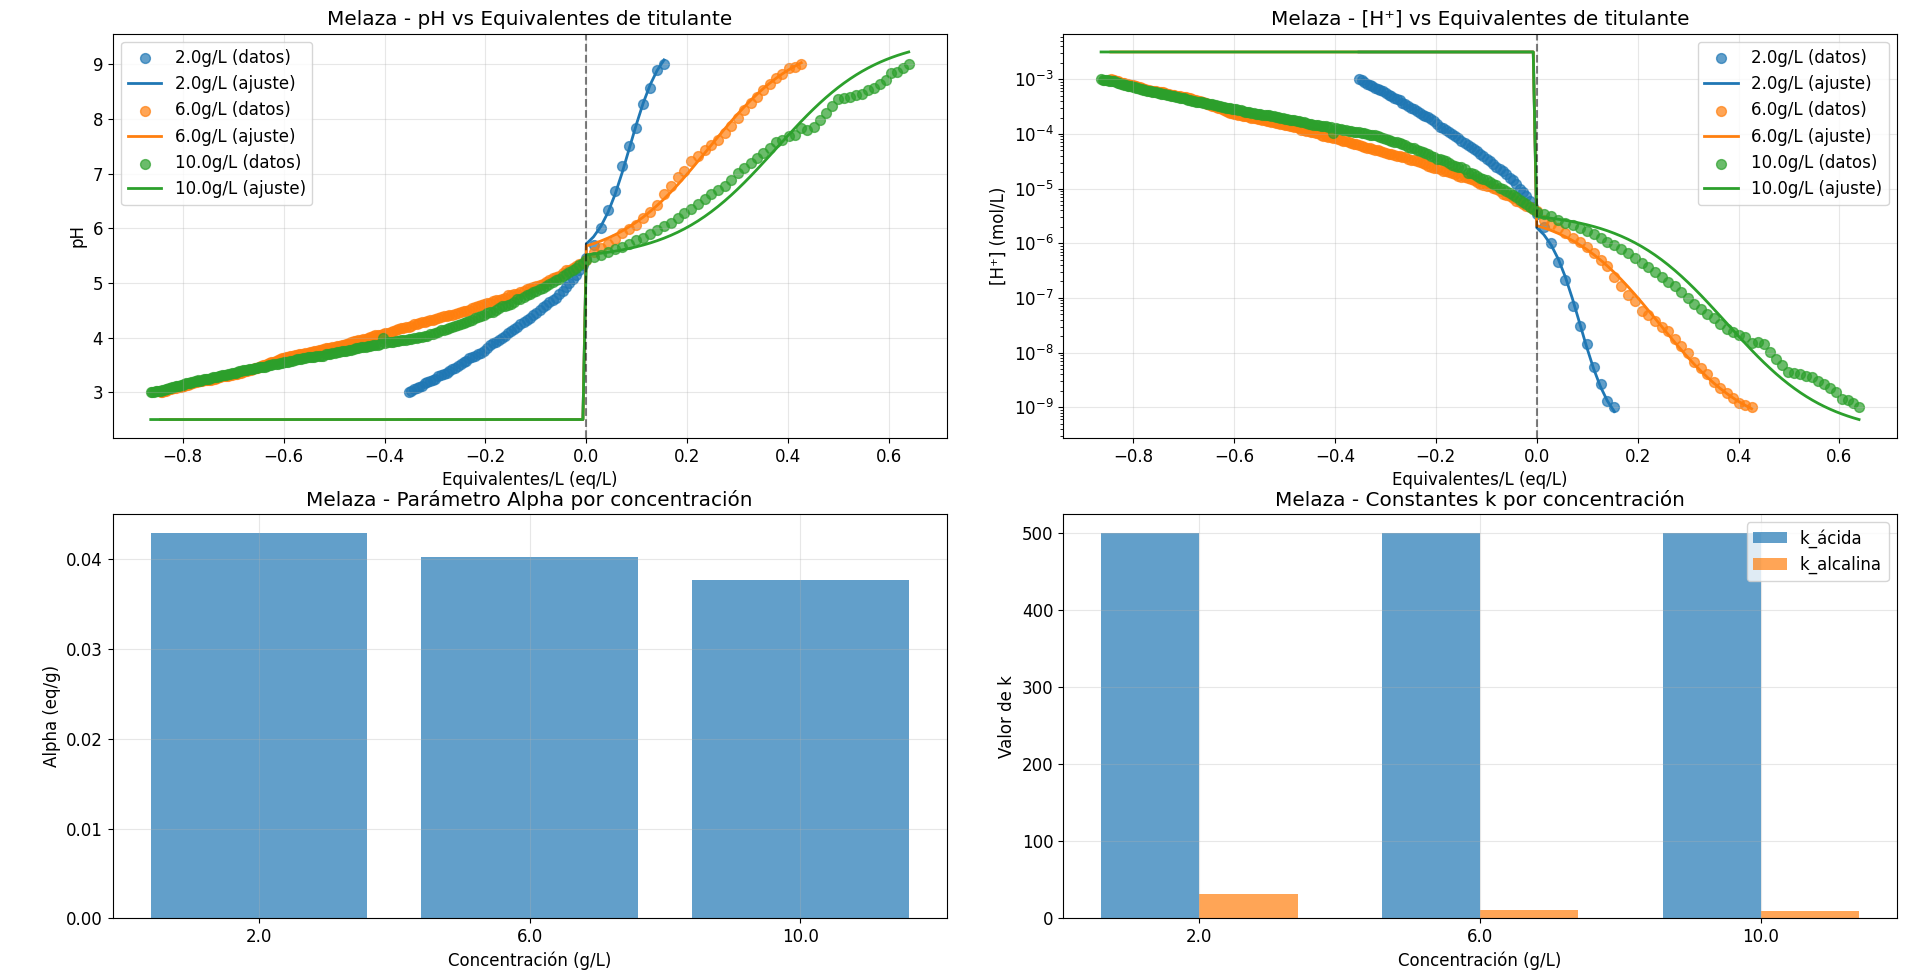 Melaza - pH vs Equivalentes de titulante
pH
9
8
7
6
5
4
3
2.0g/L (datos)
2.0g/L (ajuste)
6.0g/L (datos)
6.0g/L (ajuste)
10.0g/L (datos)
10.0g/L (ajuste)
−0.8 −0.6 −0.4 −0.2 0.0 0.2 0.4 0.6
Equivalentes/L (eq/L)
Melaza - [H⁺] vs Equivalentes de titulante
[H⁺] (mol/L)
10⁻³
10⁻⁴
10⁻⁵
10⁻⁶
10⁻⁷
10⁻⁸
10⁻⁹
2.0g/L (datos)
2.0g/L (ajuste)
6.0g/L (datos)
6.0g/L (ajuste)
10.0g/L (datos)
10.0g/L (ajuste)
−0.8 −0.6 −0.4 −0.2 0.0 0.2 0.4 0.6
Equivalentes/L (eq/L)
Melaza - Parámetro Alpha por concentración
Alpha (eq/g)
0.04
0.03
0.02
0.01
0.00
2.0 6.0 10.0
Concentración (g/L)
Melaza - Constantes k por concentración
Valor de k
500
400
300
200
100
0
k_ácida
k_alcalina
2.0 6.0 10.0
Concentración (g/L)